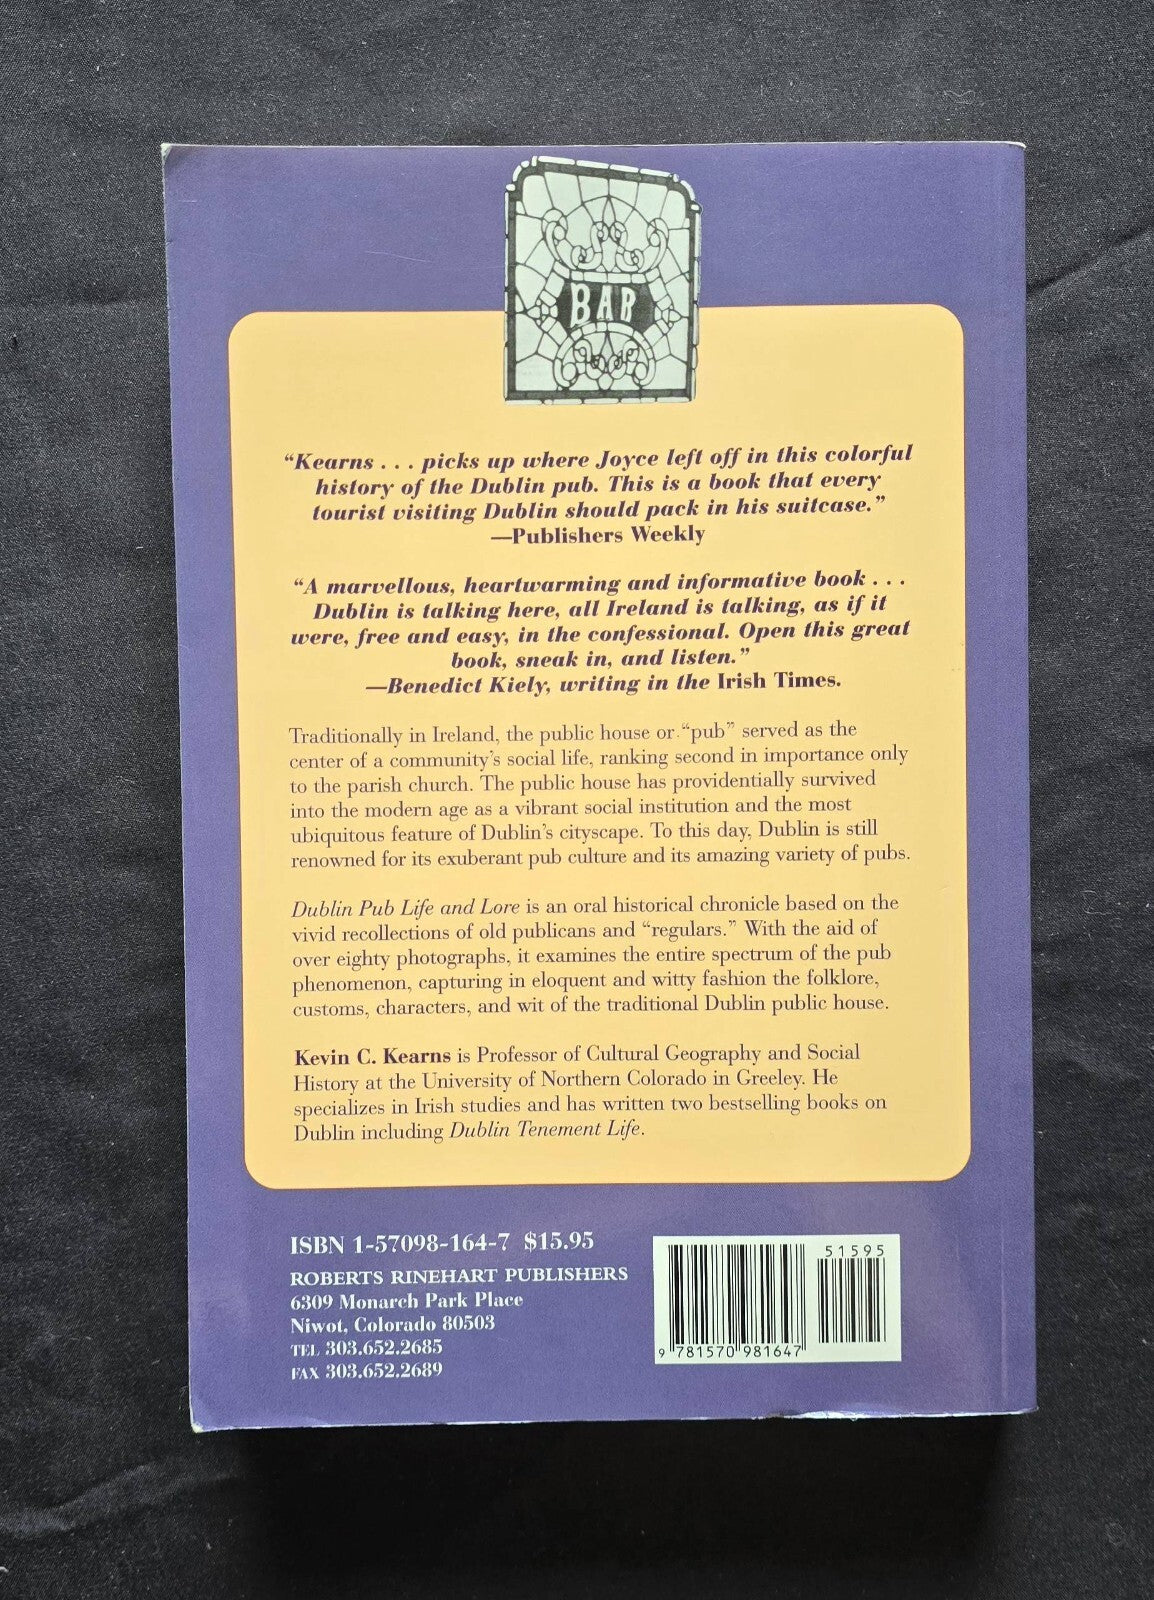 BAR
“Kearns . . . picks up where Joyce left off in this colorful
history of the Dublin pub. This is a book that every
tourist visiting Dublin should pack in his suitcase.”
—Publishers Weekly
“A marvellous, heartwarming and informative book . . .
Dublin is talking here, all Ireland is talking, as if it
were, free and easy, in the confessional. Open this great
book, sneak in, and listen.”
—Benedict Kiely, writing in the Irish Times.
Traditionally in Ireland, the public house or “pub” served as the
center of a community’s social life, ranking second in importance only
to the parish church. The public house has providentially survived
into the modern age as a vibrant social institution and the most
ubiquitous feature of Dublin’s cityscape. To this day, Dublin is still
renowned for its exuberant pub culture and its amazing variety of pubs.
Dublin Pub Life and Lore is an oral historical chronicle based on the
vivid recollections of old publicans and “regulars.” With the aid of
over eighty photographs, it examines the entire spectrum of the pub
phenomenon, capturing in eloquent and witty fashion the folklore,
customs, characters, and wit of the traditional Dublin public house.
Kevin C. Kearns is Professor of Cultural Geography and Social
History at the University of Northern Colorado in Greeley. He
specializes in Irish studies and has written two bestselling books on
Dublin including Dublin Tenement Life.
ISBN 1-57098-164-7 $15.95
ROBERTS RINEHART PUBLISHERS
6309 Monarch Park Place
Niwot, Colorado 80503
TEL 303.652.2685
FAX 303.652.2689
51595
9 781570 981647